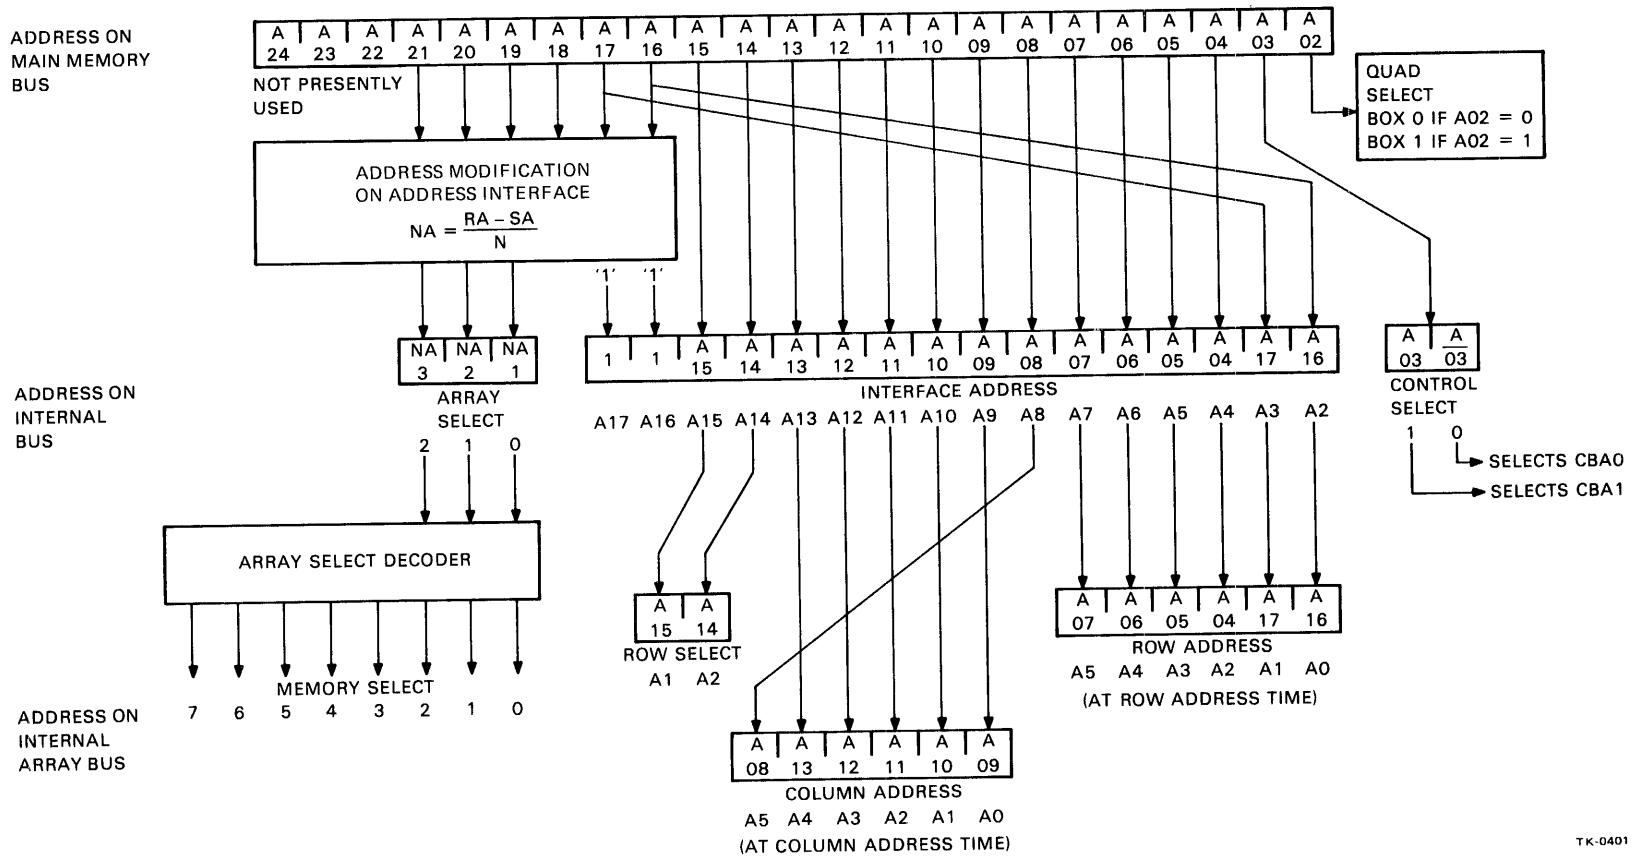 ADDRESS ON
MAIN MEMORY
BUS
A A A A A A A A A A A A A A A A A A A A A A A
24 23 22 21 20 19 18 17 16 15 14 13 12 11 10 09 08 07 06 05 04 03 02
NOT PRESENTLY
USED
QUAD
SELECT
BOX 0 IF A02 = 0
BOX 1 IF A02 = 1
ADDRESS MODIFICATION
ON ADDRESS INTERFACE
NA = RA – SA
N
'1' '1'
NA NA NA
3 2 1
ARRAY
SELECT
2 1 0
A A A A A A A A A A A A A A
1 1 15 14 13 12 11 10 09 08 07 06 05 04 17 16
INTERFACE ADDRESS
A17 A16 A15 A14 A13 A12 A11 A10 A9 A8 A7 A6 A5 A4 A3 A2
A A
03 03
CONTROL
SELECT
1 0
SELECTS CBA0
SELECTS CBA1
ADDRESS ON
INTERNAL
BUS
ARRAY SELECT DECODER
MEMORY SELECT
7 6 5 4 3 2 1 0
A A
15 14
ROW SELECT
A1 A2
A A A A A A
07 06 05 04 17 16
ROW ADDRESS
A5 A4 A3 A2 A1 A0
(AT ROW ADDRESS TIME)
ADDRESS ON
INTERNAL
ARRAY BUS
A A A A A A
08 13 12 11 10 09
COLUMN ADDRESS
A5 A4 A3 A2 A1 A0
(AT COLUMN ADDRESS TIME)
TK-0401